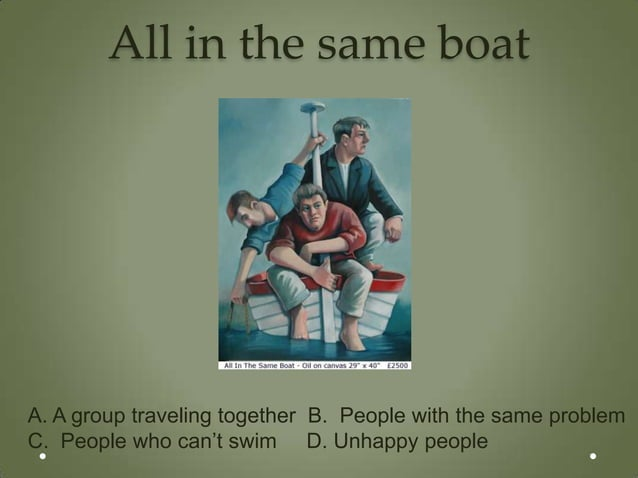 All in the same boat
All In The Same Boat - Oil on canvas 29" x 40" £2500
A. A group traveling together B. People with the same problem
C. People who can’t swim D. Unhappy people